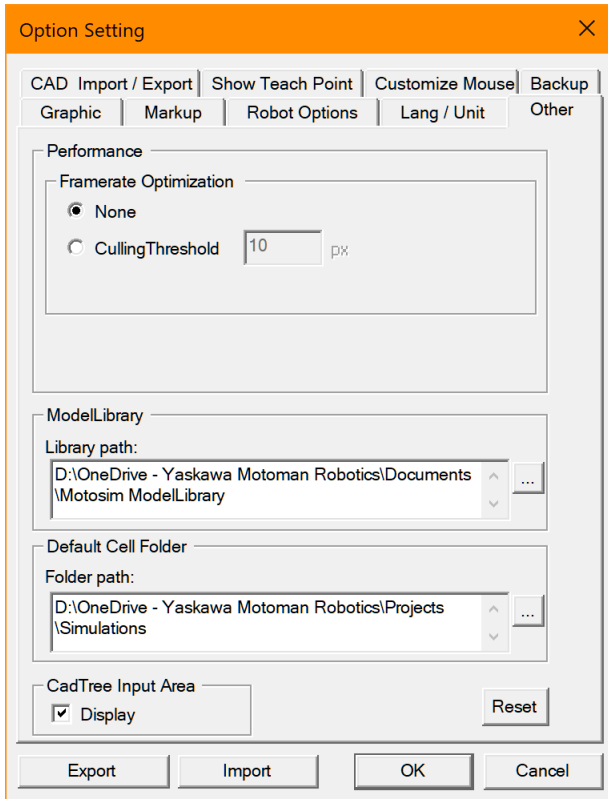 Option Setting
CAD  Import / Export
Show Teach Point
Customize Mouse
Backup
Graphic
Markup
Robot Options
Lang / Unit
Other
Performance
Framerate Optimization
None
CullingThreshold
10
px
ModelLibrary
Library path:
D:\OneDrive - Yaskawa Motoman Robotics\Documents
\Motosim ModelLibrary
...
Default Cell Folder
Folder path:
D:\OneDrive - Yaskawa Motoman Robotics\Projects
\Simulations
...
CadTree Input Area
Display
Reset
Export
Import
OK
Cancel